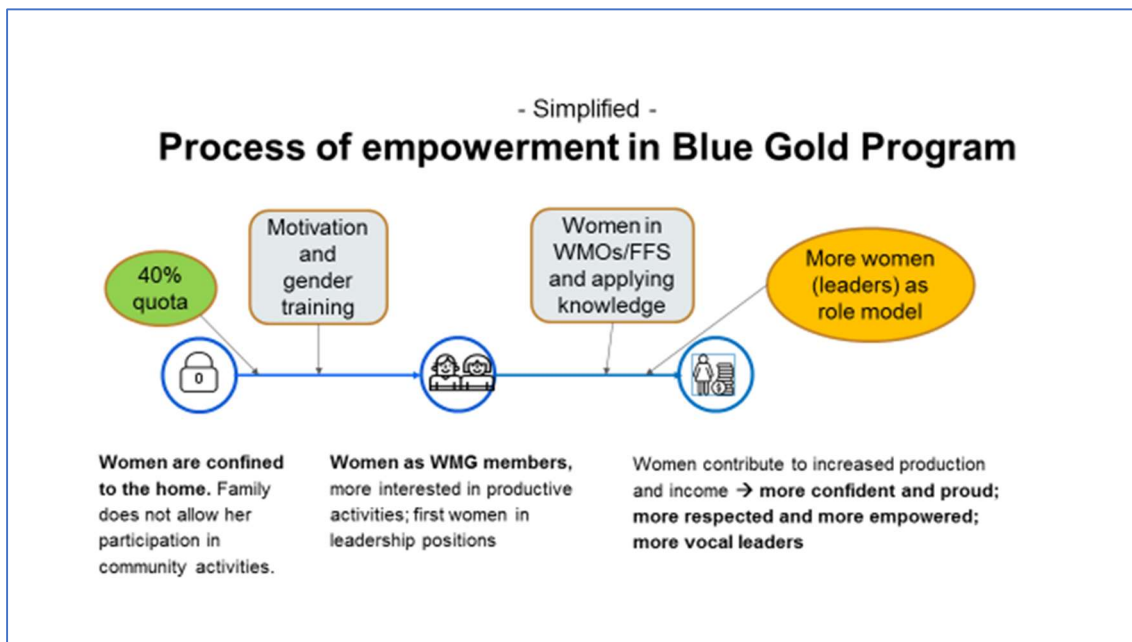 - Simplified -
Process of empowerment in Blue Gold Program
40%
quota
Motivation
and
gender
training
Women in
WMOs/FFS
and applying
knowledge
More women
(leaders) as
role model
0
Women are confined
to the home. Family
does not allow her
participation in
community activities.
Women as WMG members,
more interested in productive
activities; first women in
leadership positions
$
Women contribute to increased production
and income → more confident and proud;
more respected and more empowered;
more vocal leaders